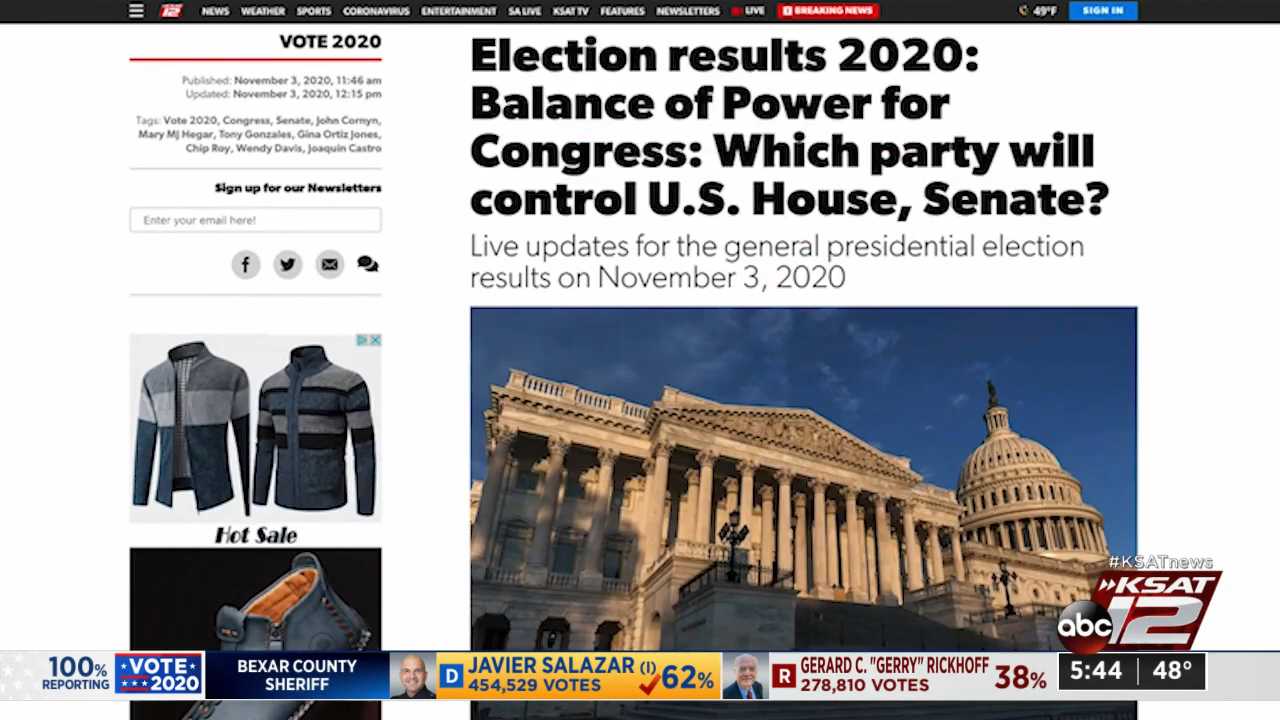 12
NEWS WEATHER SPORTS CORONAVIRUS ENTERTAINMENT SA LIVE KSAT TV FEATURES NEWSLETTERS LIVE BREAKING NEWS 49°F SIGN IN
VOTE 2020
Published: November 3, 2020, 11:46 am
Updated: November 3, 2020, 12:15 pm
Tags: Vote 2020, Congress, Senate, John Cornyn,
Mary MJ Hegar, Tony Gonzales, Gina Ortiz Jones,
Chip Roy, Wendy Davis, Joaquin Castro
Sign up for our Newsletters
Enter your email here!
Hot Sale
Election results 2020:
Balance of Power for
Congress: Which party will
control U.S. House, Senate?
Live updates for the general presidential election
results on November 3, 2020
#KSATnews
KSAT
abc 12
100% REPORTING
VOTE 2020
BEXAR COUNTY
SHERIFF
D JAVIER SALAZAR (I)
454,529 VOTES
62%
R GERARD C. "GERRY" RICKHOFF
278,810 VOTES
38%
5:44 48°